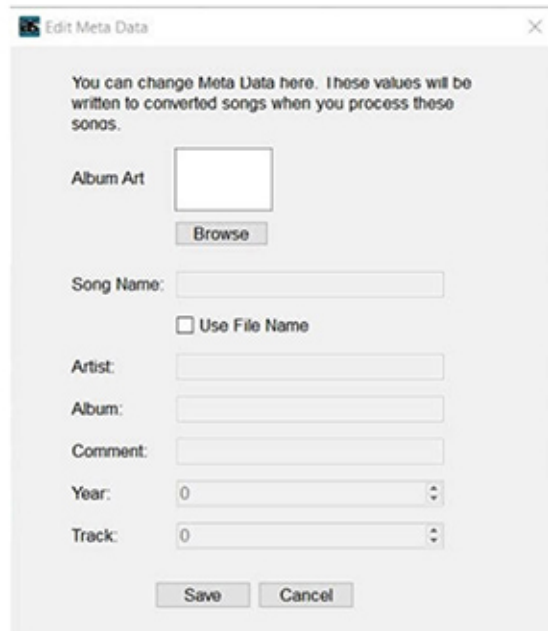 Edit Meta Data
You can change Meta Data here. These values will be
written to converted songs when you process these
songs.
Album Art
Browse
Song Name:
Use File Name
Artist:
Album:
Comment:
Year: 0
Track: 0
Save Cancel